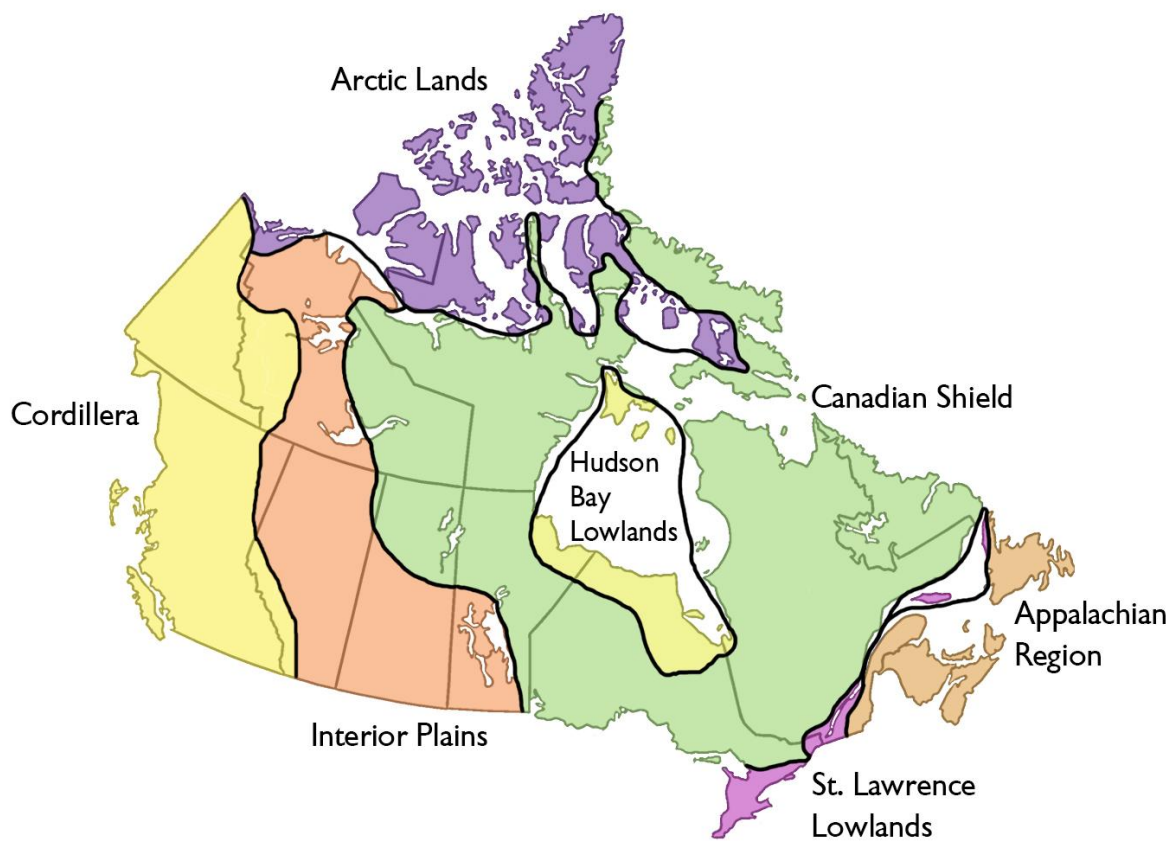 Arctic Lands
Canadian Shield
Cordillera
Hudson
Bay
Lowlands
Appalachian
Region
Interior Plains
St. Lawrence
Lowlands